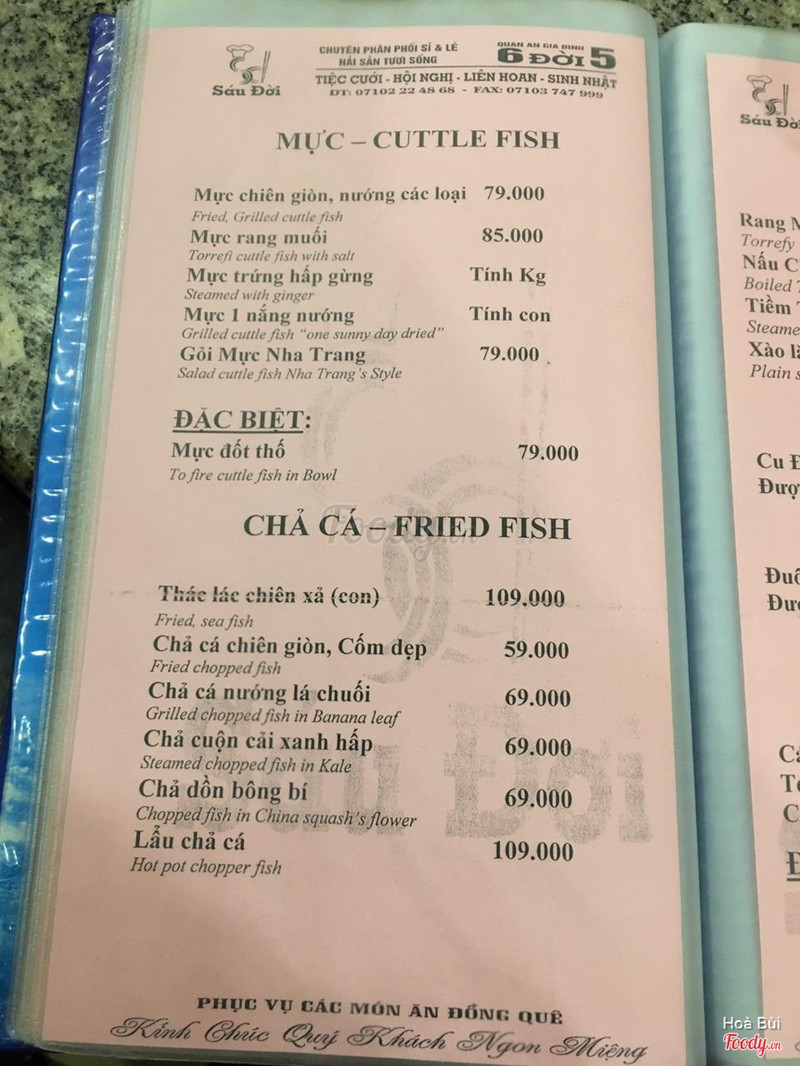 Sáu Đời
CHUYÊN PHÂN PHỐI SỈ & LẺ
HẢI SẢN TƯƠI SỐNG
QUÁN ĂN GIA ĐÌNH
6 ĐỜI 5
TIỆC CƯỚI - HỘI NGHỊ - LIÊN HOAN - SINH NHẬT
ĐT: 07102 22 48 68 - FAX: 07103 747 999
MỰC – CUTTLE FISH
Mực chiên giòn, nướng các loại 79.000
Fried, Grilled cuttle fish
Mực rang muối 85.000
Torrefi cuttle fish with salt
Mực trứng hấp gừng Tính Kg
Steamed with ginger
Mực 1 nắng nướng Tính con
Grilled cuttle fish "one sunny day dried"
Gỏi Mực Nha Trang 79.000
Salad cuttle fish Nha Trang's Style
ĐẶC BIỆT:
Mực đốt thố 79.000
To fire cuttle fish in Bowl
CHẢ CÁ – FRIED FISH
Thác lác chiên xả (con) 109.000
Fried, sea fish
Chả cá chiên giòn, Cốm dẹp 59.000
Fried chopped fish
Chả cá nướng lá chuối 69.000
Grilled chopped fish in Banana leaf
Chả cuộn cải xanh hấp 69.000
Steamed chopped fish in Kale
Chả dồn bông bí 69.000
Chopped fish in China squash's flower
Lẩu chả cá 109.000
Hot pot chopper fish
Sáu Đời
Foody.vn
PHỤC VỤ CÁC MÓN ĂN ĐỒNG QUÊ
Kính Chúc Quý Khách Ngon Miệng
Sáu Đời
Rang
Torrefy
Nấu
Boiled
Tiềm
Xào
Plain
Cu
Hoà Bùi
Foody.vn